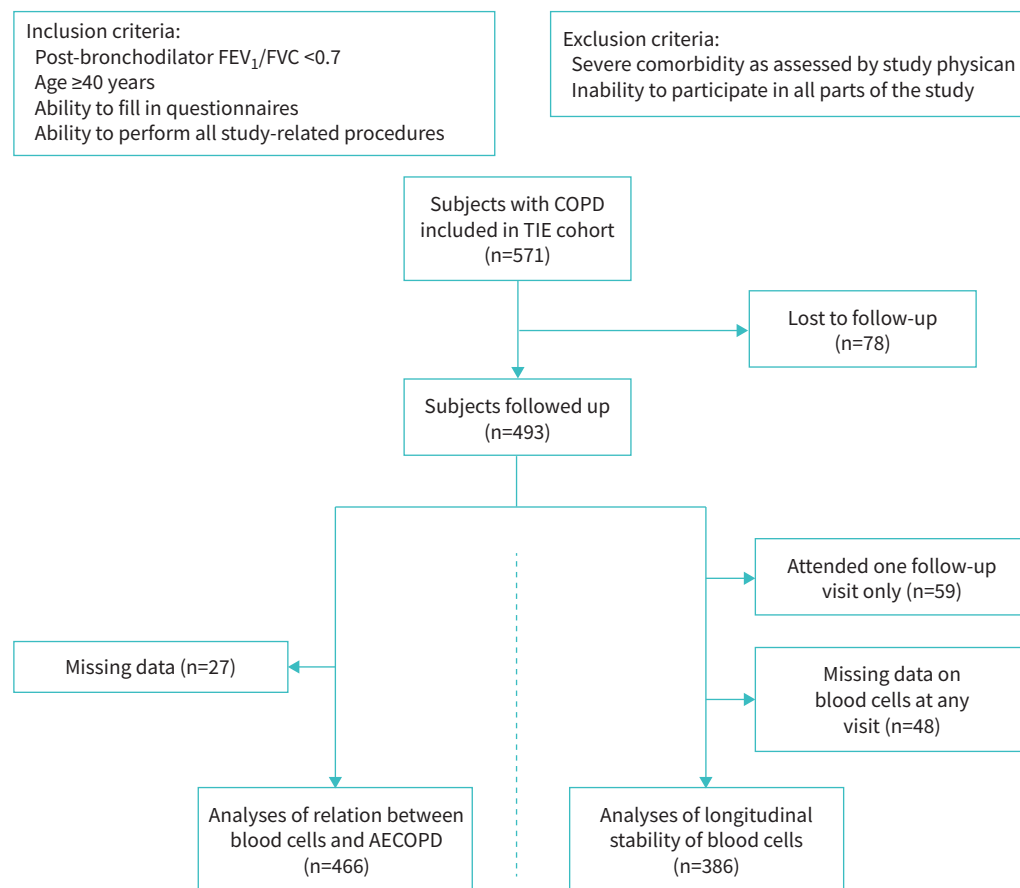 Inclusion criteria:
Post-bronchodilator FEV₁/FVC <0.7
Age ≥40 years
Ability to fill in questionnaires
Ability to perform all study-related procedures
Exclusion criteria:
Severe comorbidity as assessed by study physican
Inability to participate in all parts of the study
Subjects with COPD
included in TIE cohort
(n=571)
Lost to follow-up
(n=78)
Subjects followed up
(n=493)
Attended one follow-up
visit only (n=59)
Missing data (n=27)
Missing data on
blood cells at any
visit (n=48)
Analyses of relation between
blood cells and AECOPD
(n=466)
Analyses of longitudinal
stability of blood cells
(n=386)